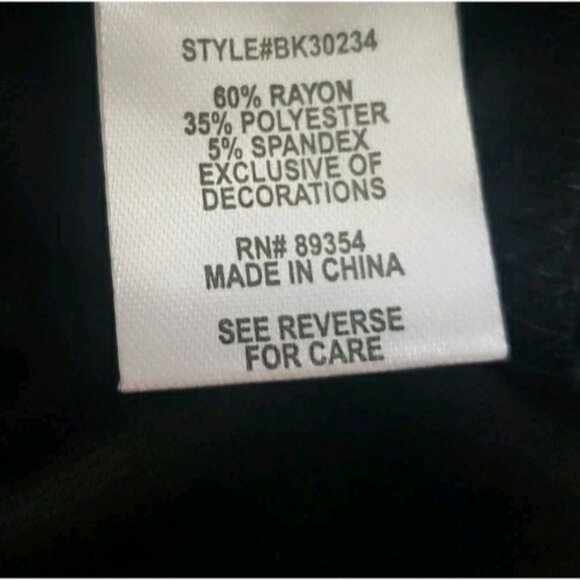 STYLE#BK30234
60% RAYON
35% POLYESTER
5% SPANDEX
EXCLUSIVE OF
DECORATIONS
RN# 89354
MADE IN CHINA
SEE REVERSE
FOR CARE